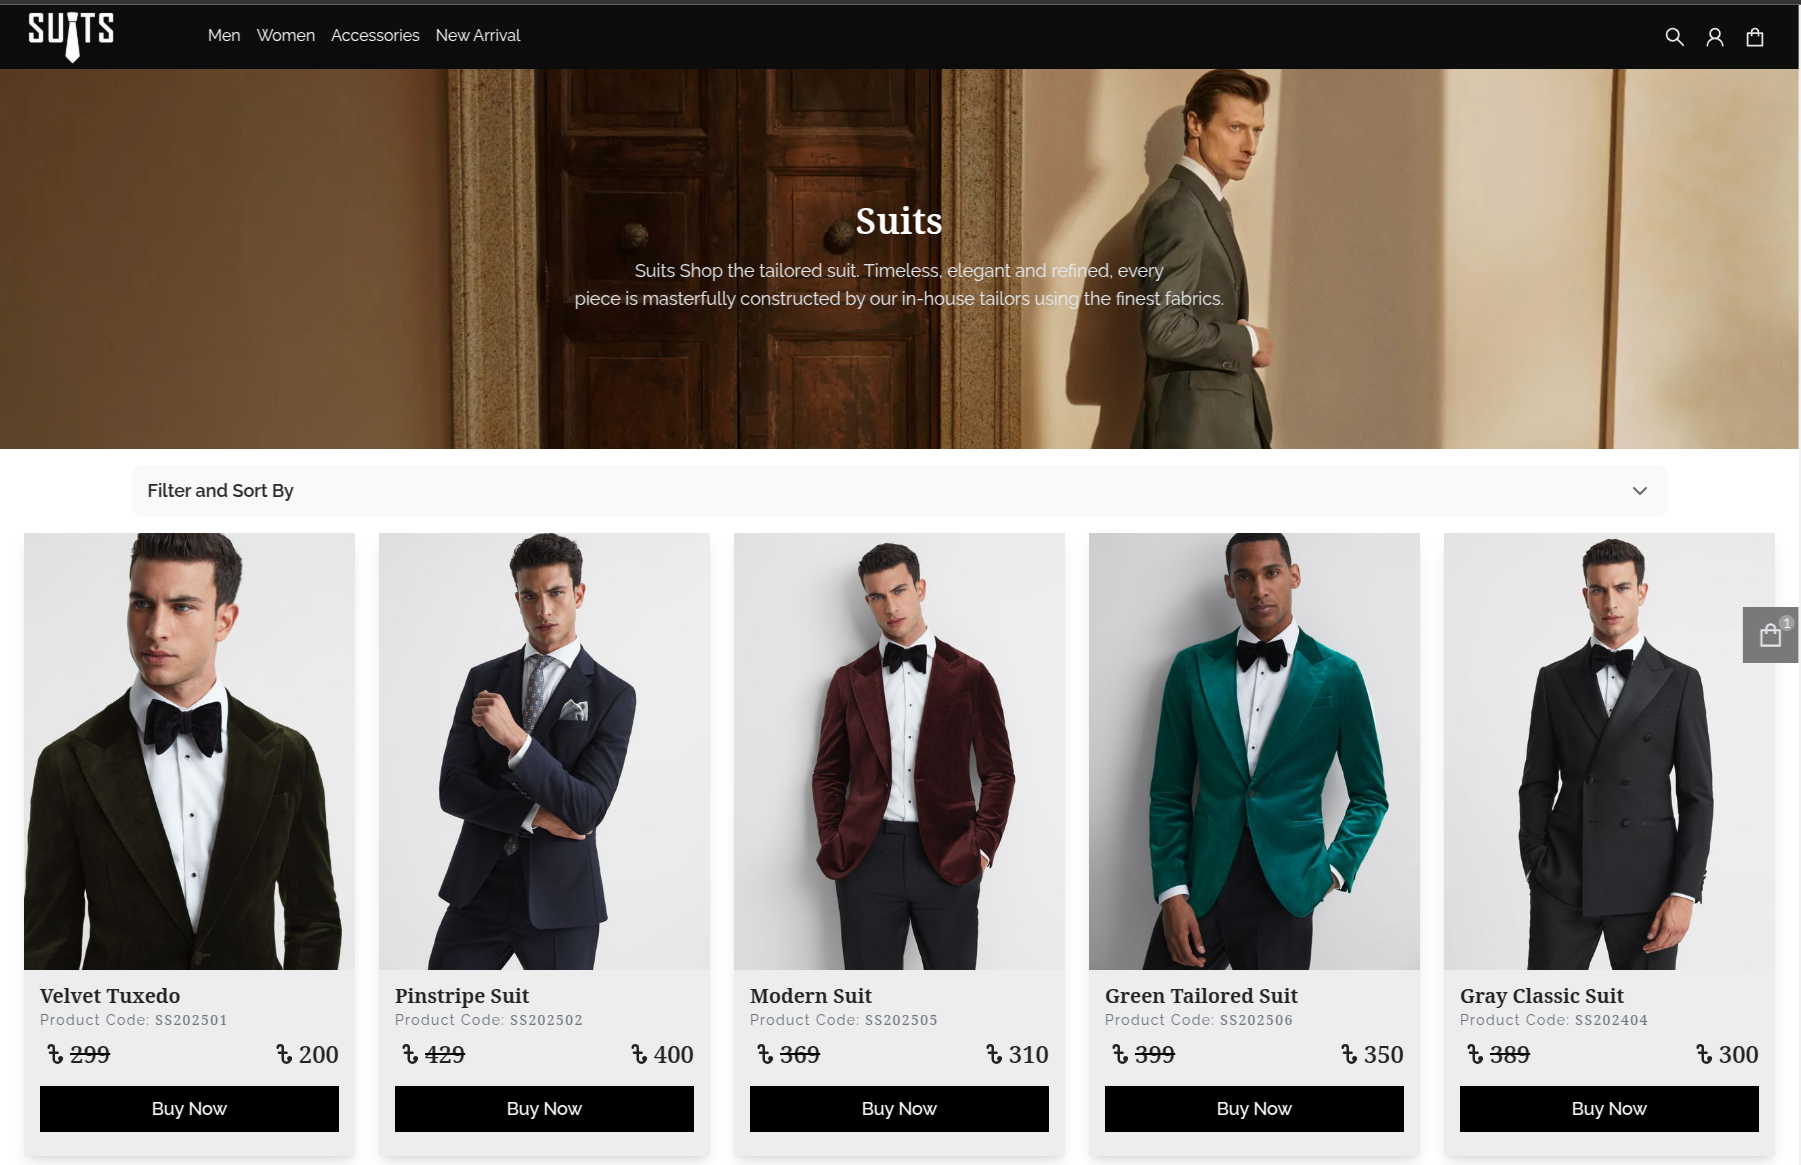 SUITS
Men Women Accessories New Arrival
Suits
Suits Shop the tailored suit. Timeless, elegant and refined, every
piece is masterfully constructed by our in-house tailors using the finest fabrics.
Filter and Sort By
1
Velvet Tuxedo
Product Code: SS202501
৳ 299 ৳ 200
Buy Now
Pinstripe Suit
Product Code: SS202502
৳ 429 ৳ 400
Buy Now
Modern Suit
Product Code: SS202505
৳ 369 ৳ 310
Buy Now
Green Tailored Suit
Product Code: SS202506
৳ 399 ৳ 350
Buy Now
Gray Classic Suit
Product Code: SS202404
৳ 389 ৳ 300
Buy Now